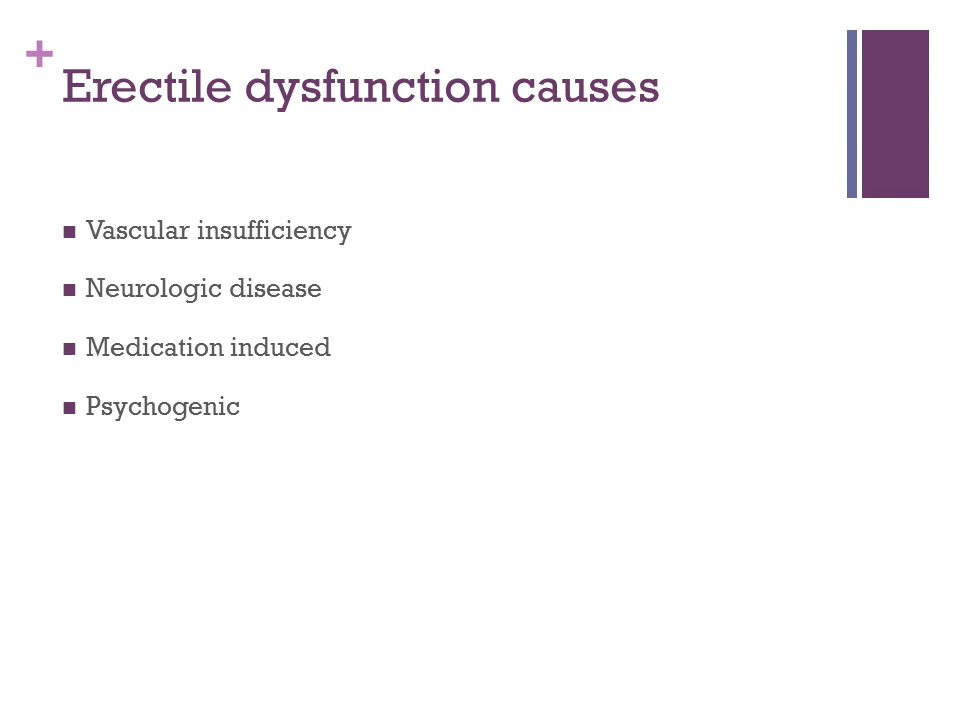 +
Erectile dysfunction causes
■ Vascular insufficiency
■ Neurologic disease
■ Medication induced
■ Psychogenic